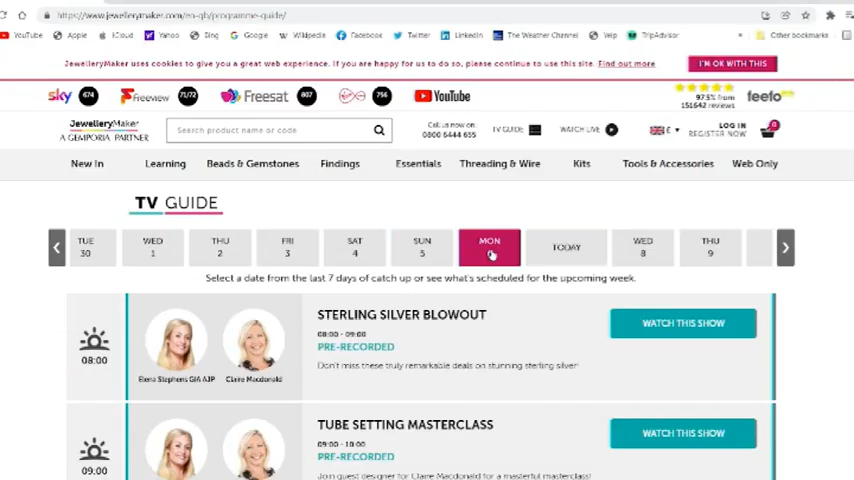 https://www.jewellerymaker.com/en-gb/programme-guide/
YouTube Apple iCloud Yahoo Bing Google Wikipedia Facebook Twitter LinkedIn The Weather Channel Yelp TripAdvisor Other bookmarks
JewelleryMaker uses cookies to give you a great web experience. If you are happy for us to do so, please continue to use this site. Find out more
I'M OK WITH THIS
sky 674 Freeview 71/72 Freesat 807 756 YouTube
97.5% from
151642 reviews
feefo
JewelleryMaker
A GEMPORIA PARTNER
Search product name or code
Call us now on:
0800 6444 655
TV GUIDE
WATCH LIVE
£
LOG IN
REGISTER NOW
0
New In Learning Beads & Gemstones Findings Essentials Threading & Wire Kits Tools & Accessories Web Only
TV GUIDE
TUE WED THU FRI SAT SUN MON TODAY WED THU
30 1 2 3 4 5 8 9
Select a date from the last 7 days of catch up or see what's scheduled for the upcoming week.
08:00
Elena Stephens GIA AJP
Claire Macdonald
STERLING SILVER BLOWOUT
08:00 - 09:00
PRE-RECORDED
Don't miss these truly remarkable deals on stunning sterling silver!
WATCH THIS SHOW
09:00
TUBE SETTING MASTERCLASS
09:00 - 10:00
PRE-RECORDED
Join guest designer for Claire Macdonald for a masterful masterclass!
WATCH THIS SHOW